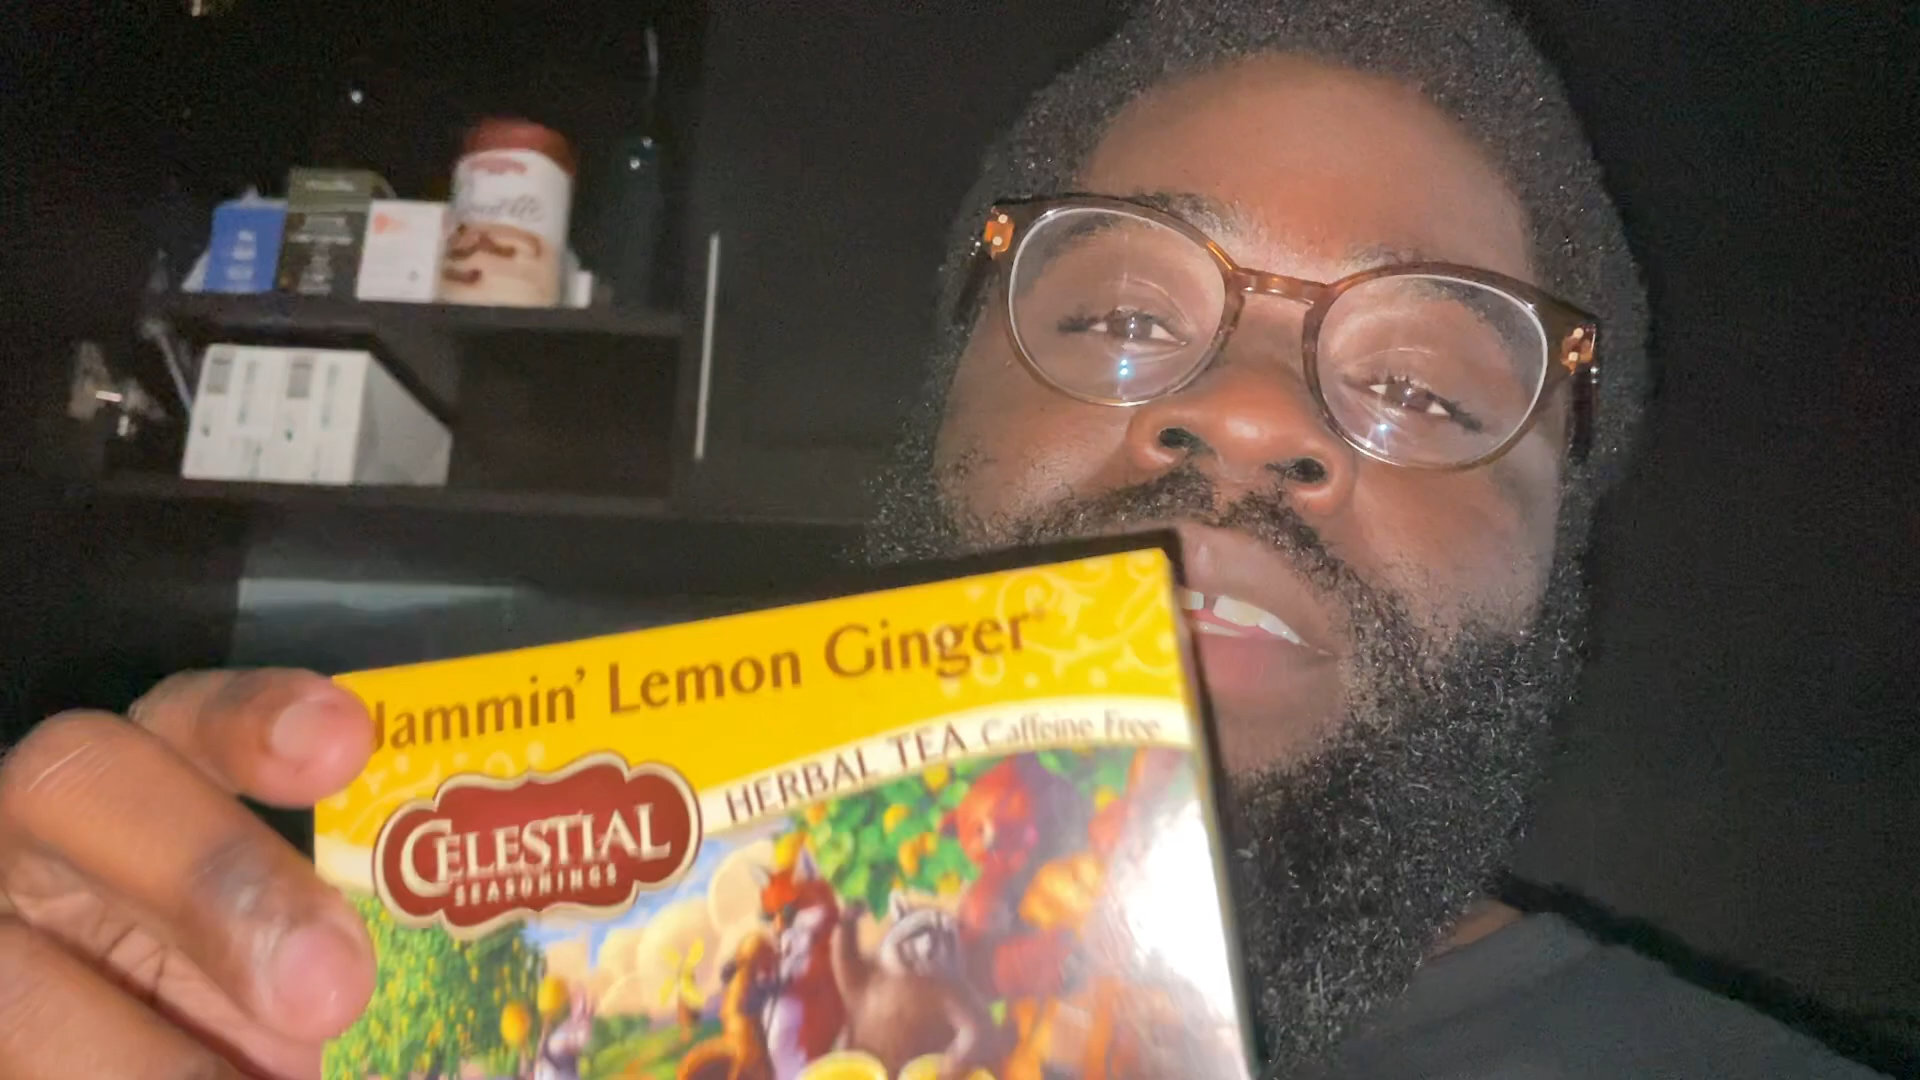 Jammin' Lemon Ginger®
HERBAL TEA Caffeine Free
CELESTIAL
SEASONINGS